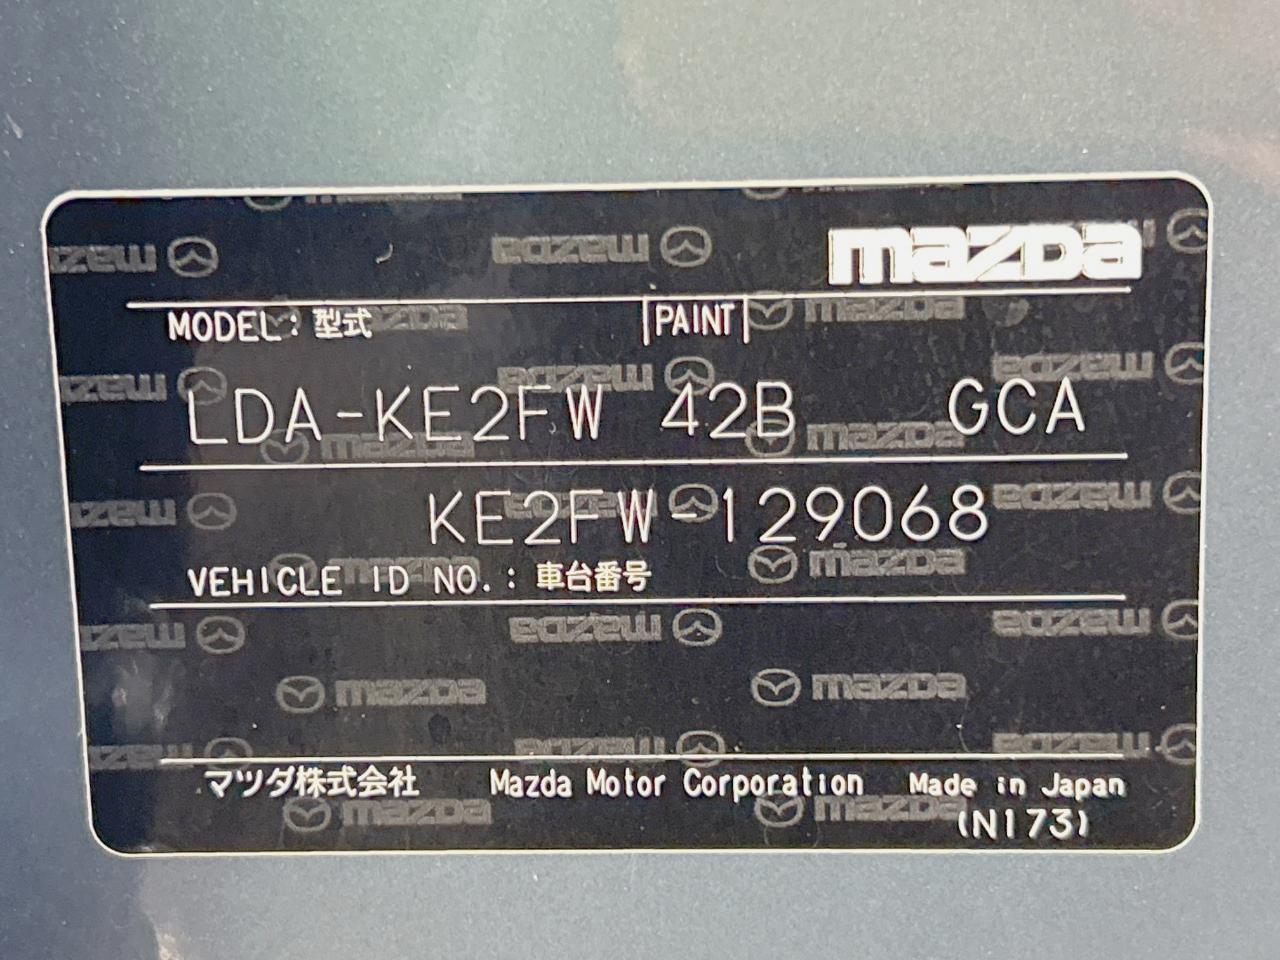 mazda
MODEL: 型式 PAINT
LDA-KE2FW 42B GCA
KE2FW-129068
VEHICLE ID NO.: 車台番号
マツダ株式会社 Mazda Motor Corporation Made in Japan
(N173)